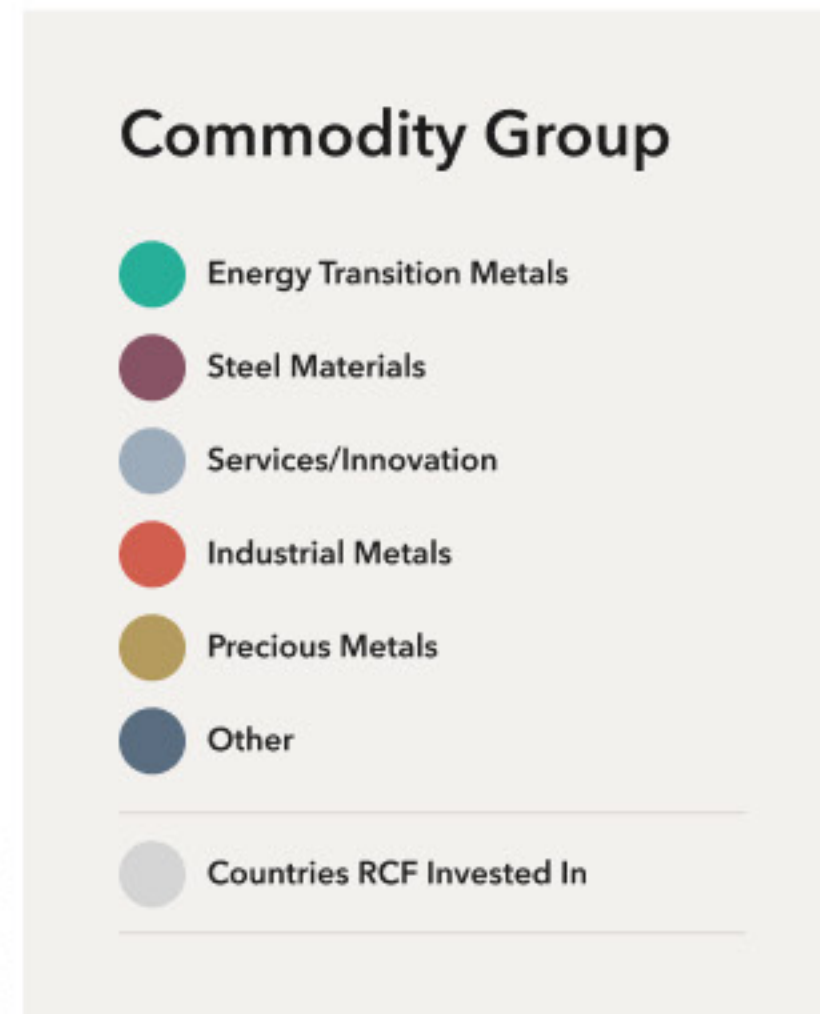 Commodity Group
Energy Transition Metals
Steel Materials
Services/Innovation
Industrial Metals
Precious Metals
Other
Countries RCF Invested In